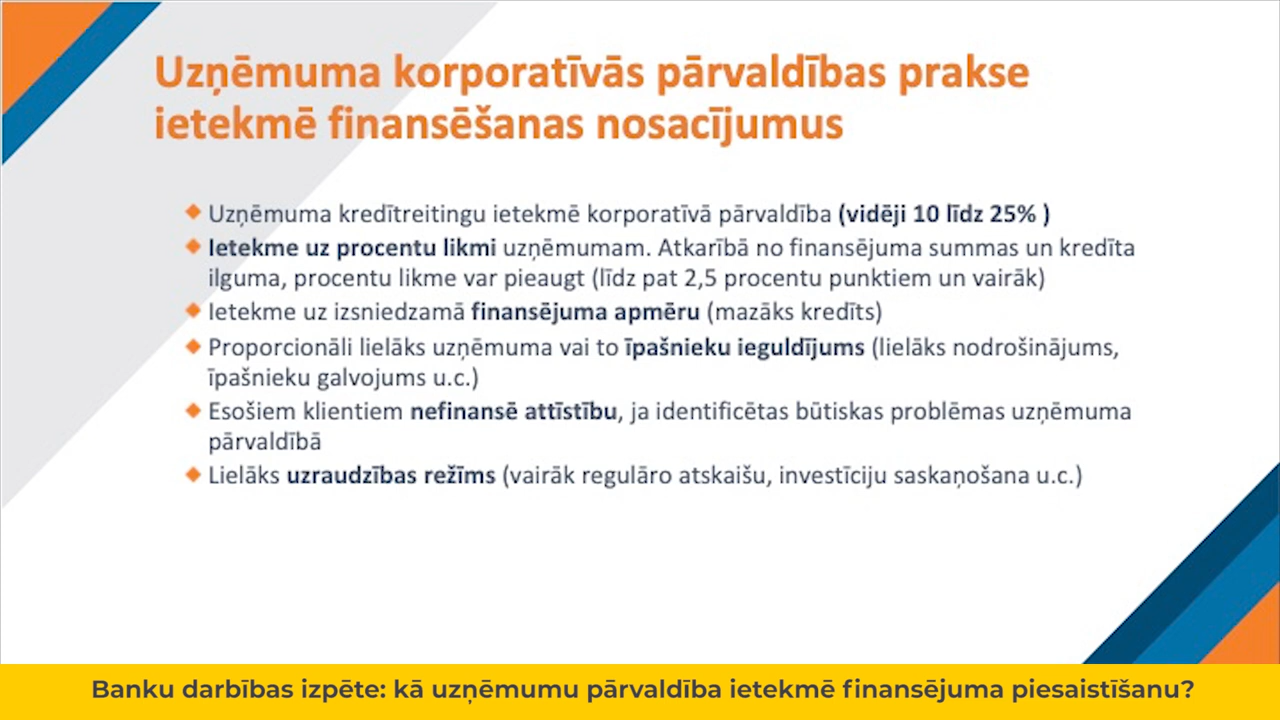 Uzņēmuma korporatīvās pārvaldības prakse
ietekmē finansēšanas nosacījumus
Uzņēmuma kredītreitingu ietekmē korporatīvā pārvaldība (vidēji 10 līdz 25% )
Ietekme uz procentu likmi uzņēmumam. Atkarībā no finansējuma summas un kredīta
ilguma, procentu likme var pieaugt (līdz pat 2,5 procentu punktiem un vairāk)
Ietekme uz izsniedzamā finansējuma apmēru (mazāks kredīts)
Proporcionāli lielāks uzņēmuma vai to īpašnieku ieguldījums (lielāks nodrošinājums,
īpašnieku galvojums u.c.)
Esošiem klientiem nefinansē attīstību, ja identificētas būtiskas problēmas uzņēmuma
pārvaldībā
Lielāks uzraudzības režīms (vairāk regulāro atskaišu, investīciju saskaņošana u.c.)
Banku darbības izpēte: kā uzņēmumu pārvaldība ietekmē finansējuma piesaistīšanu?